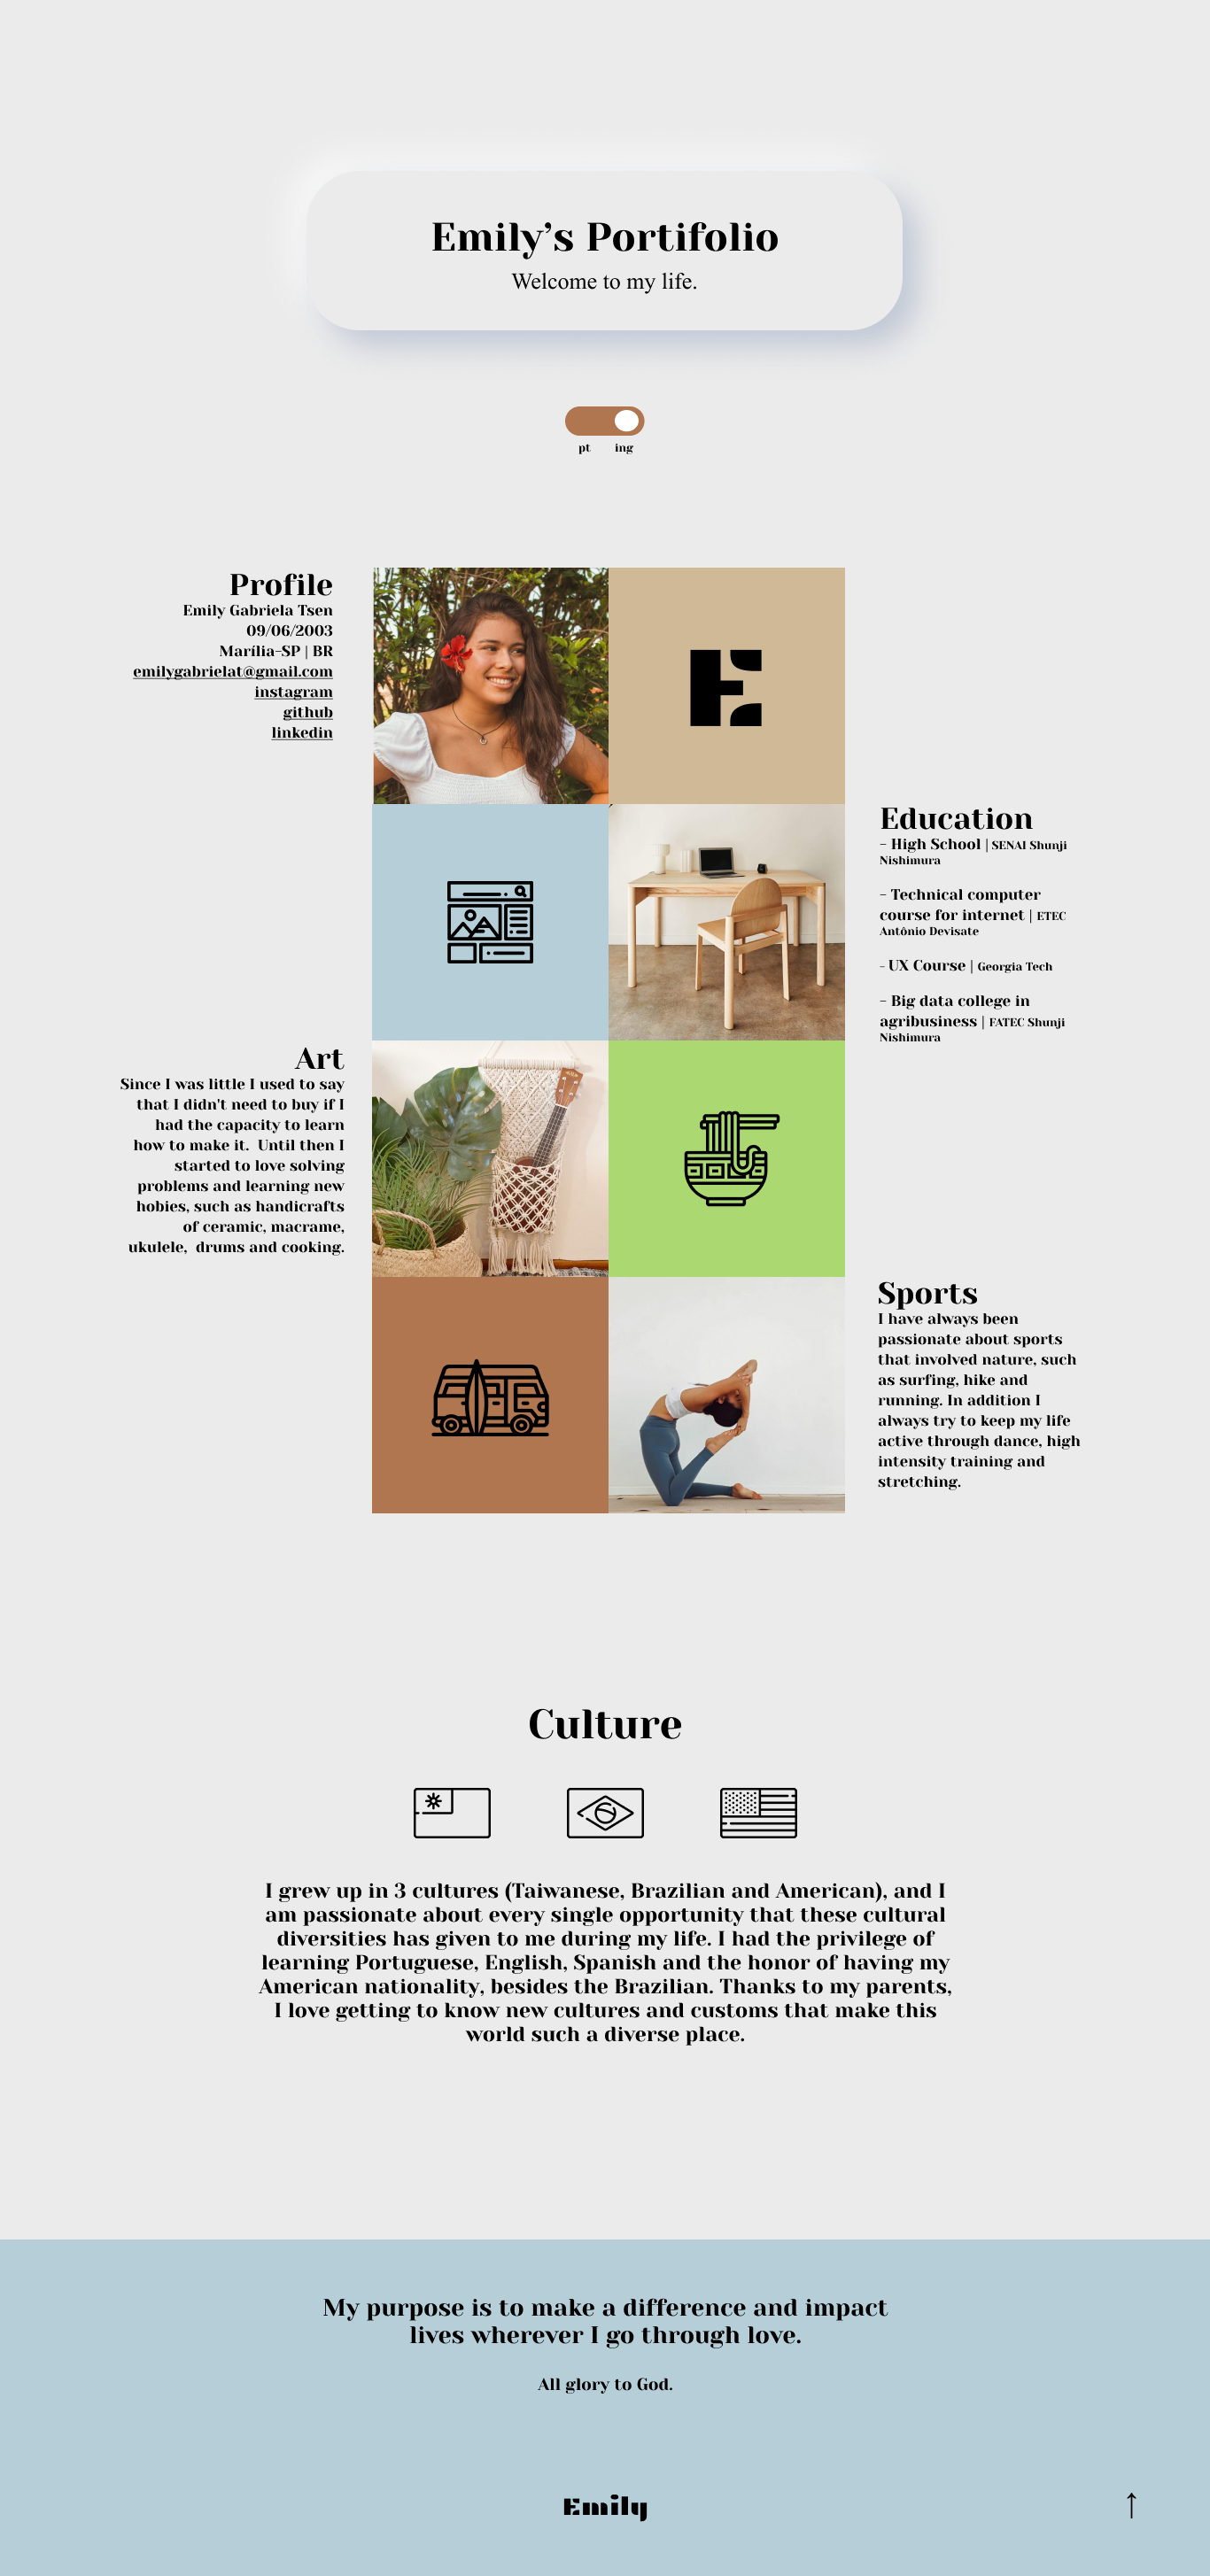 Emily’s Portifolio
Welcome to my life.
pt ing
Profile
Emily Gabriela Tsen
09/06/2003
Marília-SP | BR
emilygabrielat@gmail.com
instagram
github
linkedin
E
Education
- High School | SENAI Shunji
Nishimura
- Technical computer
course for internet | ETEC
Antônio Devisate
- UX Course | Georgia Tech
- Big data college in
agribusiness | FATEC Shunji
Nishimura
Art
Since I was little I used to say
that I didn't need to buy if I
had the capacity to learn
how to make it.  Until then I
started to love solving
problems and learning new
hobies, such as handicrafts
of ceramic, macrame,
ukulele,  drums and cooking.
Sports
I have always been
passionate about sports
that involved nature, such
as surfing, hike and
running. In addition I
always try to keep my life
active through dance, high
intensity training and
stretching.
Culture
I grew up in 3 cultures (Taiwanese, Brazilian and American), and I
am passionate about every single opportunity that these cultural
diversities has given to me during my life. I had the privilege of
learning Portuguese, English, Spanish and the honor of having my
American nationality, besides the Brazilian. Thanks to my parents,
I love getting to know new cultures and customs that make this
world such a diverse place.
My purpose is to make a difference and impact
lives wherever I go through love.
All glory to God.
Emily